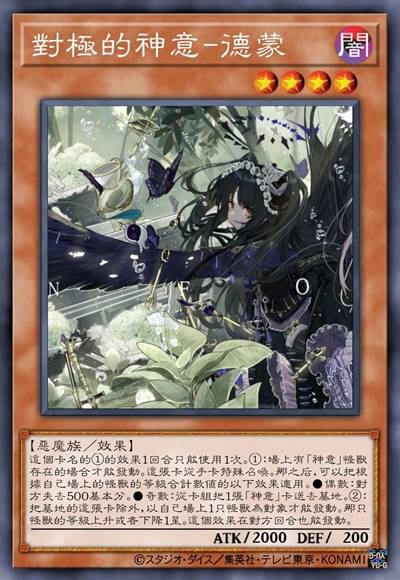 對極的神意-德蒙
闇
N E F O
【惡魔族／效果】
這個卡名的①的效果1回合只能使用1次。①:場上有「神意」怪獸
存在的場合才能發動。這張卡從手卡特殊召喚。那之後，可以把根
據自己場上的怪獸的等級合計數值的以下效果適用。●偶數:對
方失去500基本分。●奇數:從卡組把1張「神意」卡送去墓地。②:
把墓地的這張卡除外，以自己場上1只怪獸為對象才能發動。那只
怪獸的等級上升或者下降1星。這個效果在對方回合也能發動。
ATK/2000 DEF/ 200
©スタジオ・ダイス／集英社・テレビ東京・KONAMI